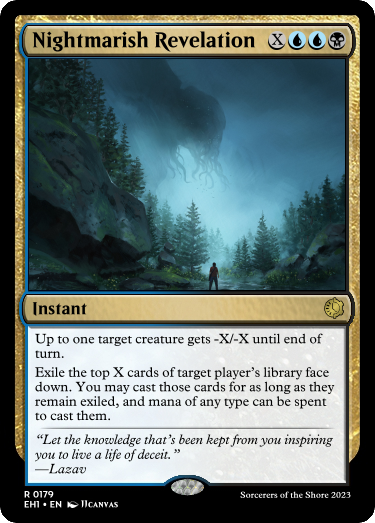 Nightmarish Revelation X
Instant
Up to one target creature gets -X/-X until end of
turn.
Exile the top X cards of target player's library face
down. You may cast those cards for as long as they
remain exiled, and mana of any type can be spent
to cast them.
“Let the knowledge that's been kept from you inspiring
you to live a life of deceit.”
—Lazav
R 0179
EH1 • EN 11CANVAS
Sorcerers of the Shore 2023